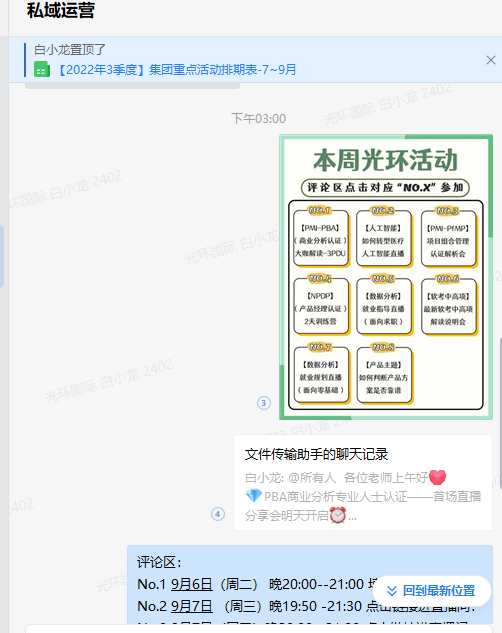 私域运营
白小龙置顶了
【2022年3季度】集团重点活动排期表-7~9月
光环国际 白小龙 2402
下午03:00
本周光环活动
评论区点击对应“NO.X”参加
NO.1
【PMI-PBA】
（商业分析认证）
大咖解读-3PDU
NO.2
【人工智能】
如何转型医疗
人工智能直播
NO.3
【PMI-PfMP】
项目组合管理
认证解析会
NO.4
【NPDP】
（产品经理认证）
2天训练营
NO.5
【数据分析】
就业指导直播
（面向求职）
NO.6
【软考中高项】
最新软考中高项
解读说明会
NO.7
【数据分析】
就业规划直播
（面向零基础）
NO.8
【产品主题】
如何判断产品方
案是否靠谱
3
文件传输助手的聊天记录
白小龙: @所有人 各位老师上午好
PBA商业分析专业人士认证——首场播
分享会明天开启...
4
评论区：
No.1 9月6日（周二） 晚20:00--21:00
回到最新位置
No.2 9月7日 （周三）晚19:50 -21:30 点击链接进直播间：